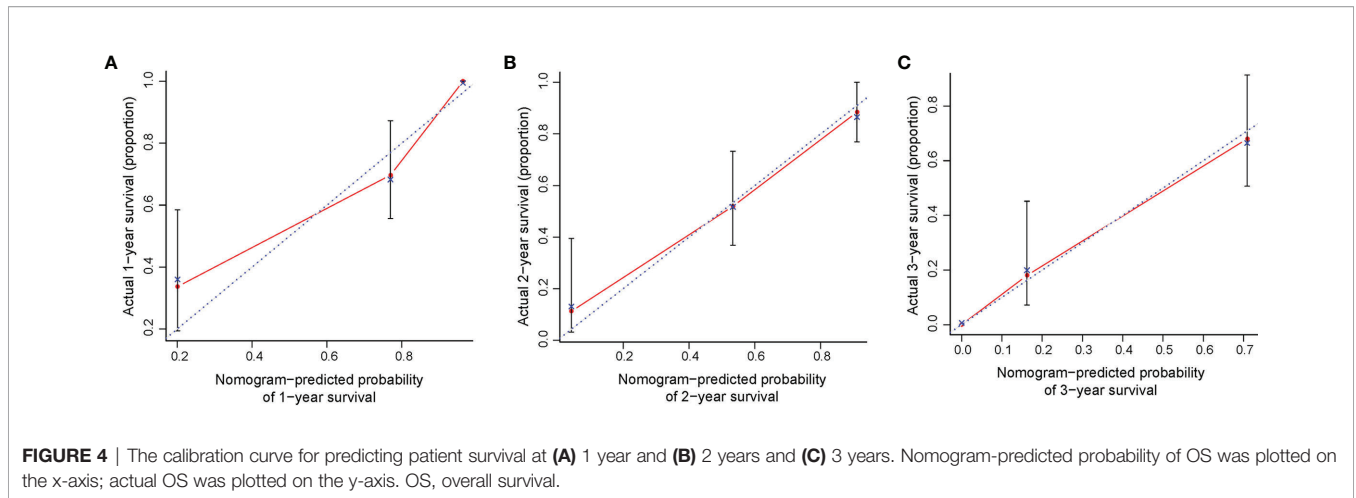 A
Actual 1−year survival (proportion)
1.0
0.8
0.6
0.4
0.2
0.2
0.4
0.6
0.8
Nomogram−predicted probability
of 1−year survival
B
Actual 2−year survival (proportion)
1.0
0.8
0.6
0.4
0.2
0.0
0.2
0.4
0.6
0.8
Nomogram−predicted probability
of 2−year survival
C
Actual 3−year survival (proportion)
0.8
0.6
0.4
0.2
0.0
0.0
0.1
0.2
0.3
0.4
0.5
0.6
0.7
Nomogram−predicted probability
of 3−year survival
FIGURE 4 | The calibration curve for predicting patient survival at (A) 1 year and (B) 2 years and (C) 3 years. Nomogram-predicted probability of OS was plotted on
the x-axis; actual OS was plotted on the y-axis. OS, overall survival.